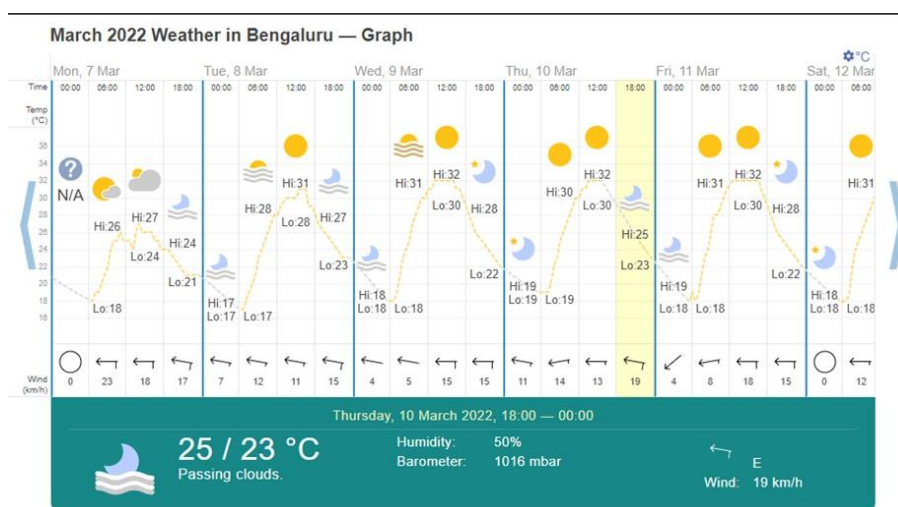 March 2022 Weather in Bengaluru — Graph
°C
Mon, 7 Mar Tue, 8 Mar Wed, 9 Mar Thu, 10 Mar Fri, 11 Mar Sat, 12 Mar
Time 00:00 06:00 12:00 18:00 00:00 06:00 12:00 18:00 00:00 06:00 12:00 18:00 00:00 06:00 12:00 18:00 00:00 06:00 12:00 18:00 00:00 06:00
Temp
(°C)
36
34
32
30
28
26
24
22
20
18
16
?
N/A
Hi:26
Lo:18
Hi:27
Lo:24
Hi:24
Lo:21
Hi:17
Lo:17
Hi:28
Lo:17
Hi:31
Lo:28
Hi:27
Lo:23
Hi:18
Lo:18
Hi:31
Lo:18
Hi:32
Lo:30
Hi:28
Lo:22
Hi:19
Lo:19
Hi:30
Lo:19
Hi:32
Lo:30
Hi:25
Lo:23
Hi:19
Lo:18
Hi:31
Lo:18
Hi:32
Lo:30
Hi:28
Lo:22
Hi:18
Lo:18
Hi:31
Lo:18
Wind
(km/h)
0 23 18 17 7 12 11 15 4 5 15 15 11 14 13 19 4 8 18 15 0 12
Thursday, 10 March 2022, 18:00 — 00:00
25 / 23 °C
Passing clouds.
Humidity: 50%
Barometer: 1016 mbar
E
Wind: 19 km/h